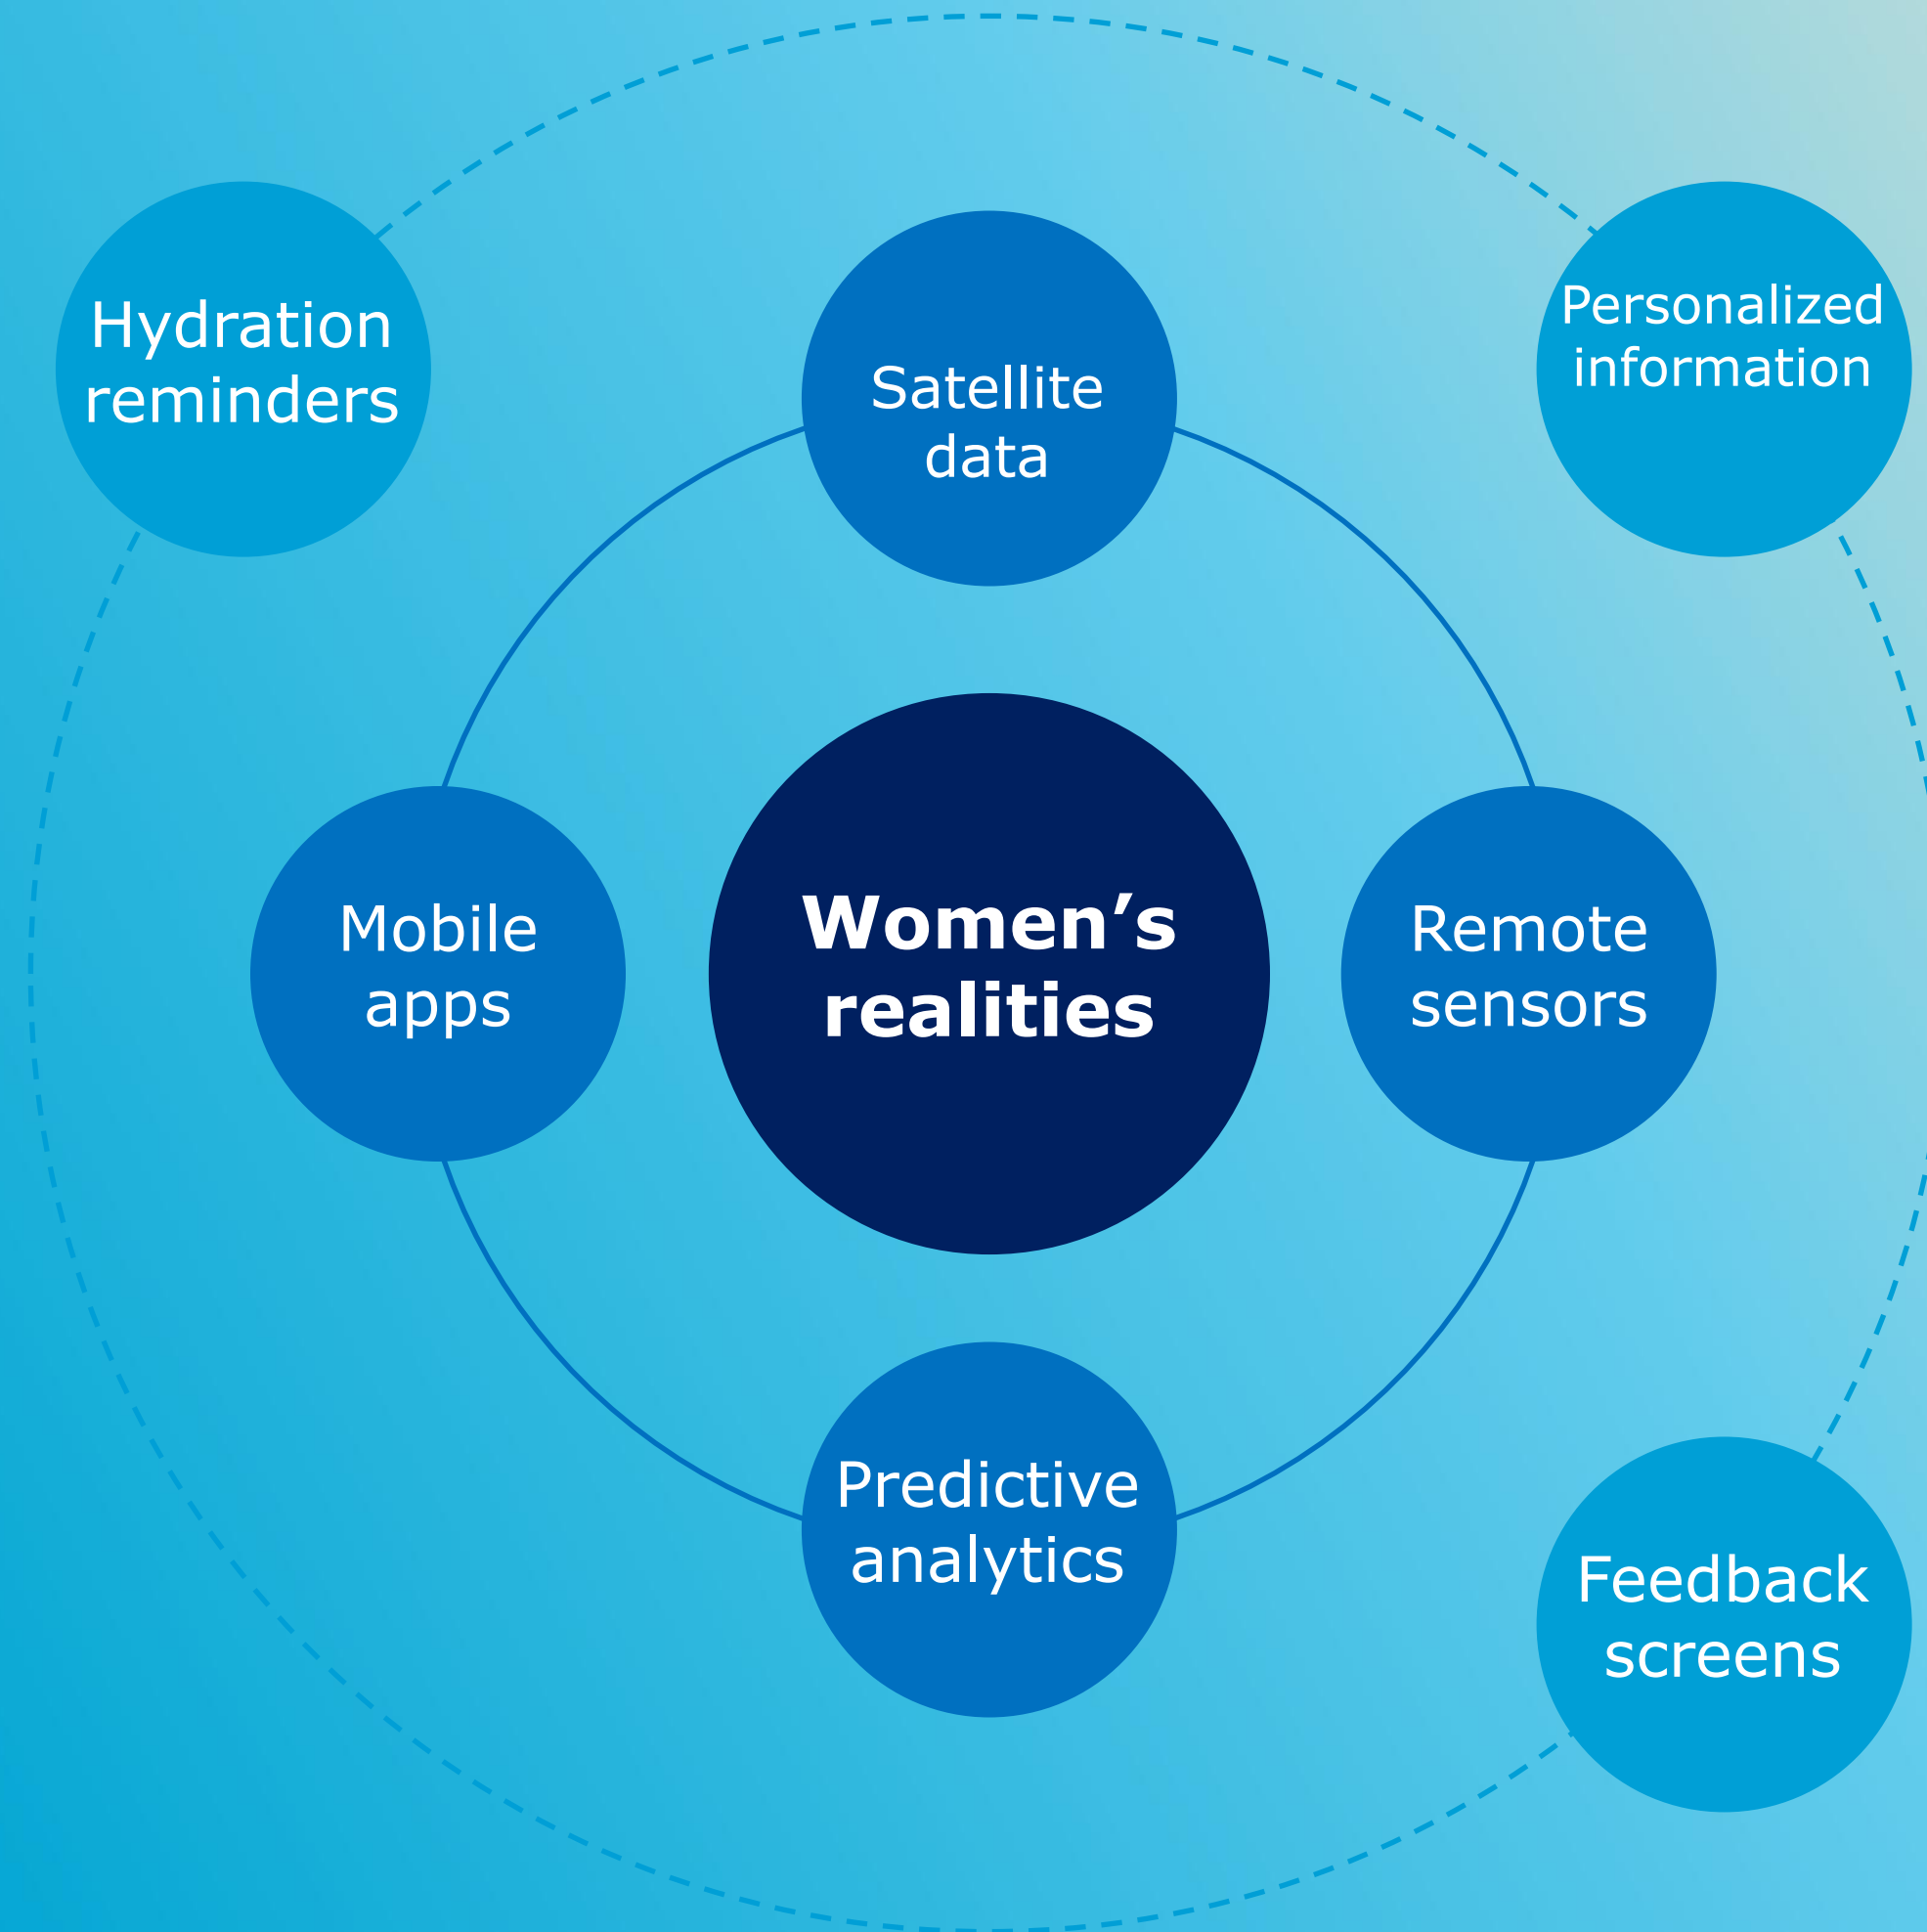 Hydration
reminders
Satellite
data
Personalized
information
Mobile
apps
Women’s
realities
Remote
sensors
Predictive
analytics
Feedback
screens